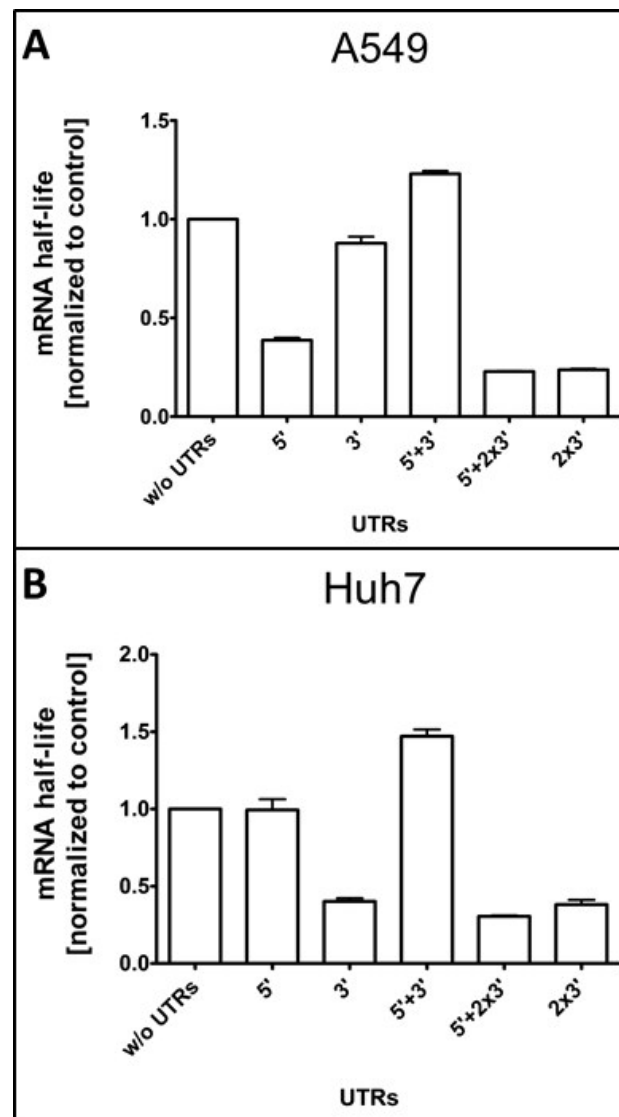 A
A549
mRNA half-life
[normalized to control]
1.5
1.0
0.5
0.0
w/o UTRs
5'
3'
5'+3'
5'+2x3'
2x3'
UTRs
B
Huh7
mRNA half-life
[normalized to control]
2.0
1.5
1.0
0.5
0.0
w/o UTRs
5'
3'
5'+3'
5'+2x3'
2x3'
UTRs